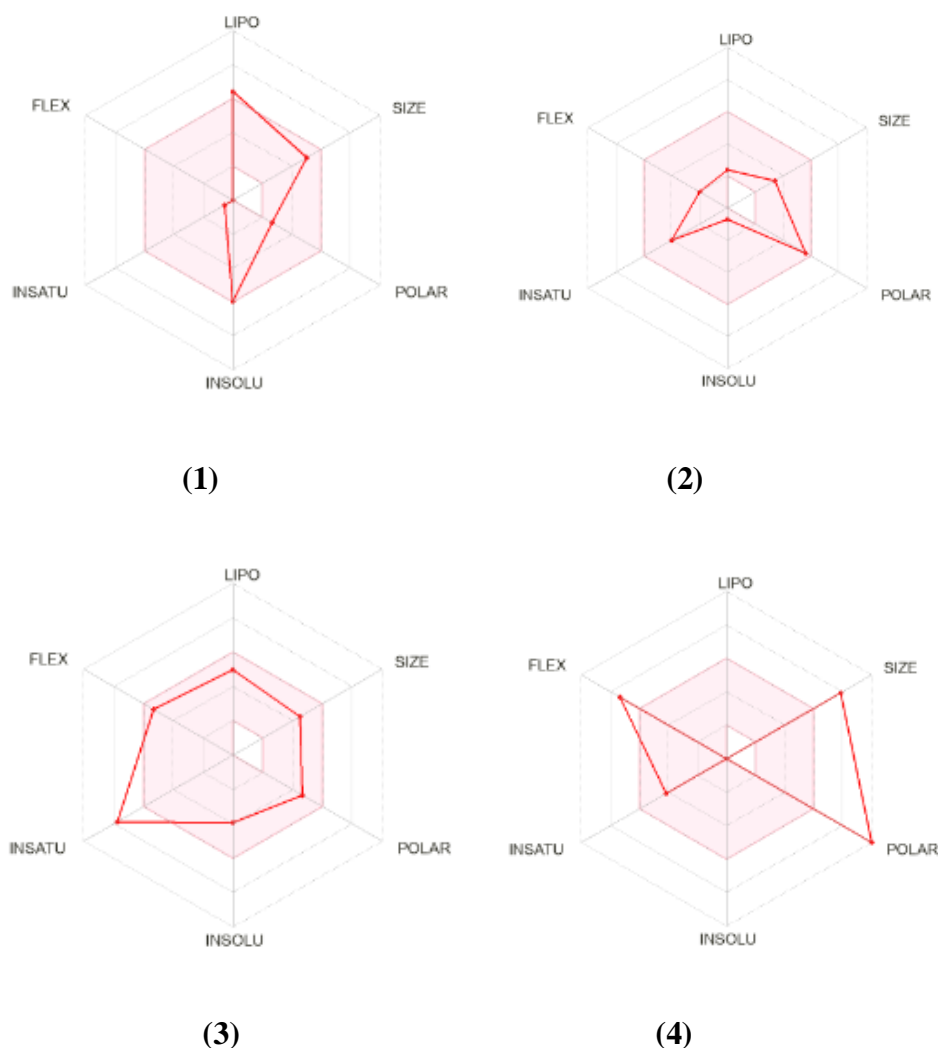 LIPO
LIPO
FLEX
SIZE
FLEX
SIZE
INSATU
POLAR
INSATU
POLAR
INSOLU
INSOLU
(1)
(2)
LIPO
LIPO
FLEX
SIZE
FLEX
SIZE
INSATU
POLAR
INSATU
POLAR
INSOLU
INSOLU
(3)
(4)